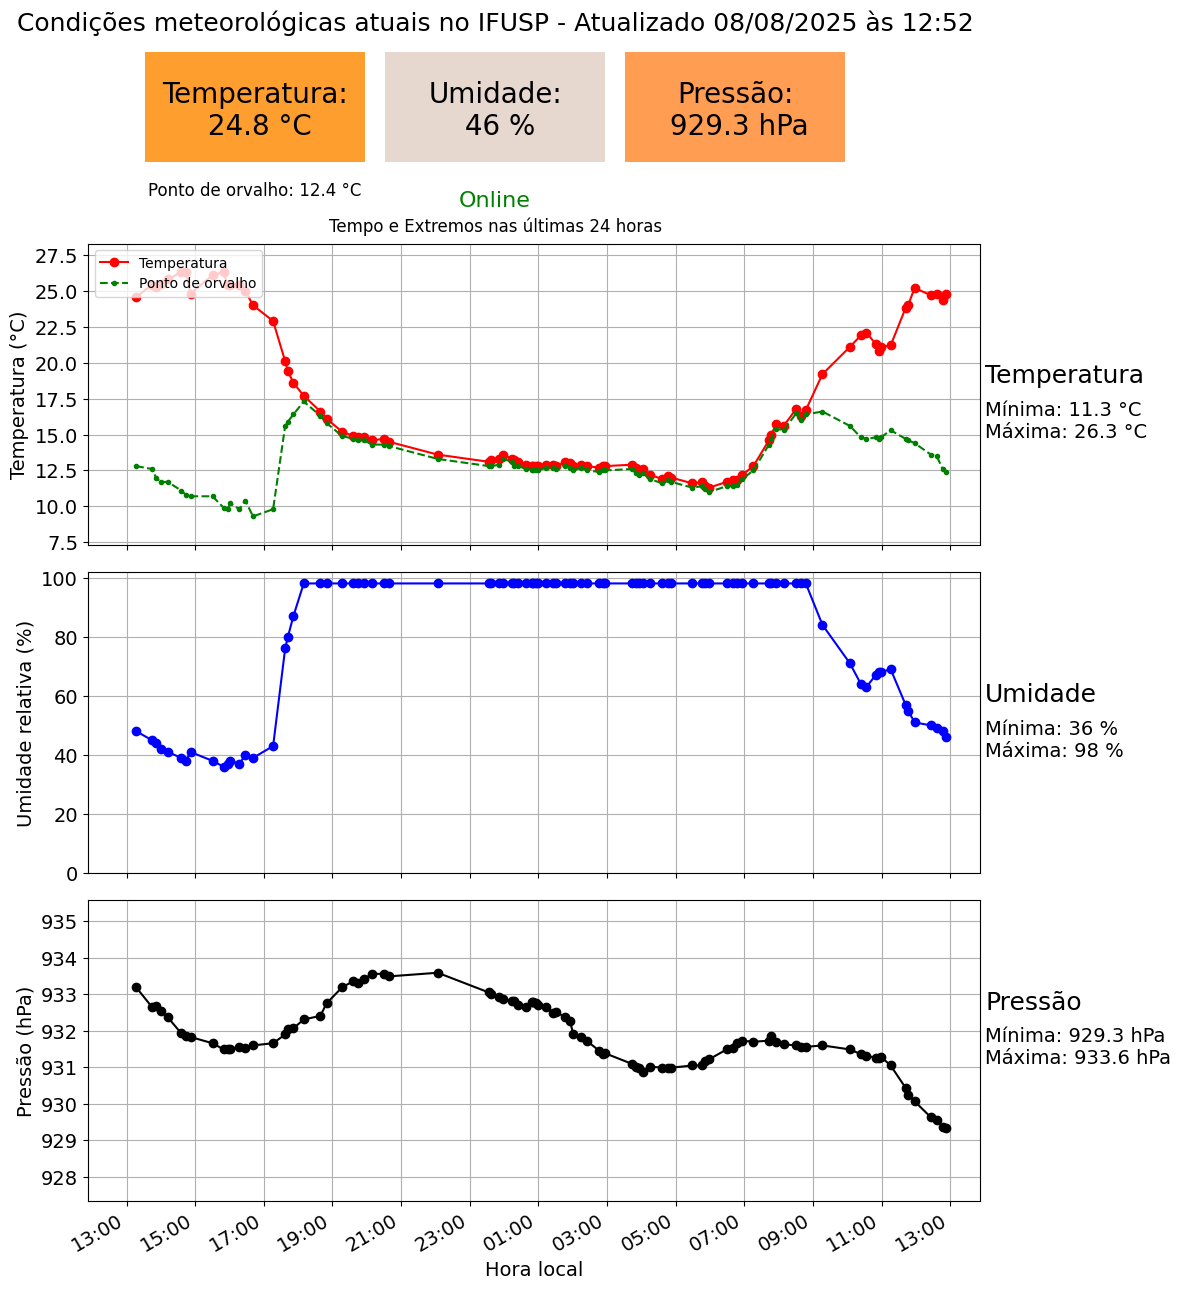 Condições meteorológicas atuais no IFUSP - Atualizado 08/08/2025 às 12:52
Temperatura:
24.8 °C
Umidade:
46 %
Pressão:
929.3 hPa
Ponto de orvalho: 12.4 °C
Online
Tempo e Extremos nas últimas 24 horas
Temperatura (°C)
27.5
25.0
22.5
20.0
17.5
15.0
12.5
10.0
7.5
Temperatura
Ponto de orvalho
Temperatura
Mínima: 11.3 °C
Máxima: 26.3 °C
Umidade relativa (%)
100
80
60
40
20
0
Umidade
Mínima: 36 %
Máxima: 98 %
Pressão (hPa)
935
934
933
932
931
930
929
928
Pressão
Mínima: 929.3 hPa
Máxima: 933.6 hPa
13:00
15:00
17:00
19:00
21:00
23:00
01:00
03:00
05:00
07:00
09:00
11:00
13:00
Hora local